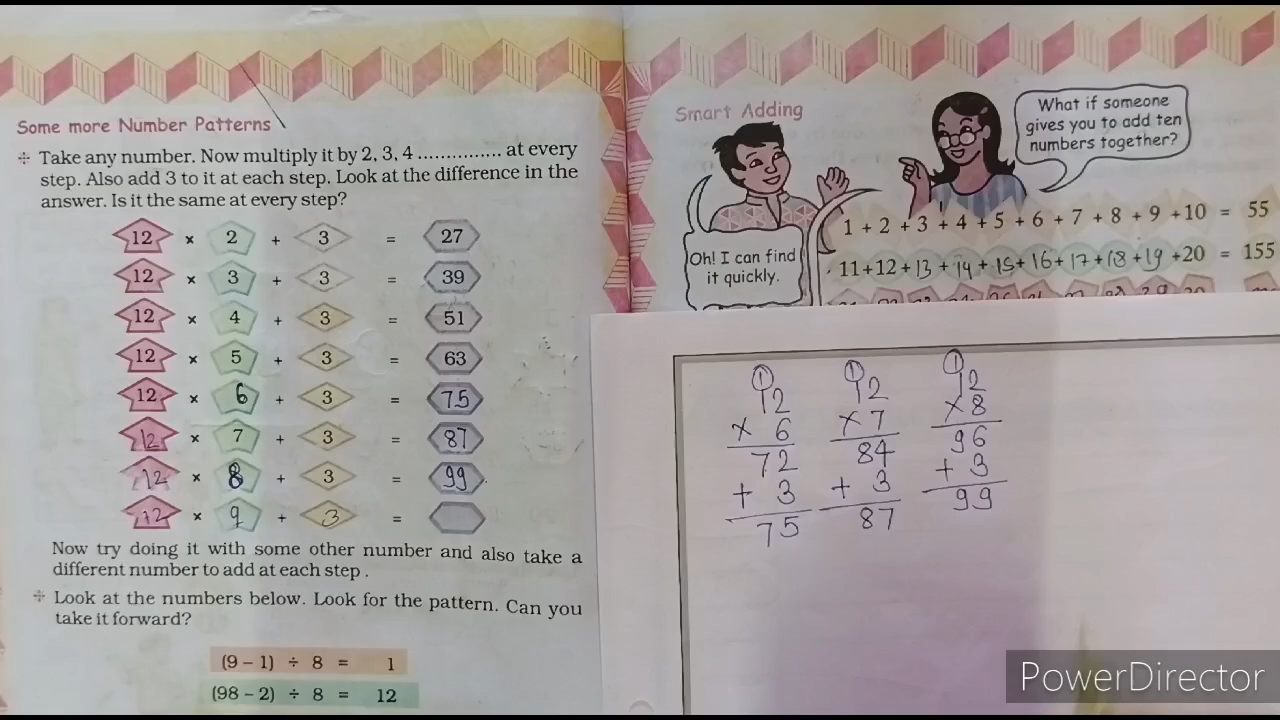 Some more Number Patterns
Take any number. Now multiply it by 2, 3, 4 ............... at every
step. Also add 3 to it at each step. Look at the difference in the
answer. Is it the same at every step?
12 × 2 + 3 = 27
12 × 3 + 3 = 39
12 × 4 + 3 = 51
12 × 5 + 3 = 63
12 × 6 + 3 = 75
12 × 7 + 3 = 87
12 × 8 + 3 = 99
12 × 9 + 3 =
Now try doing it with some other number and also take a
different number to add at each step.
Look at the numbers below. Look for the pattern. Can you
take it forward?
(9 – 1) ÷ 8 = 1
(98 – 2) ÷ 8 = 12
Smart Adding
What if someone
gives you to add ten
numbers together?
Oh! I can find
it quickly.
1 + 2 + 3 + 4 + 5 + 6 + 7 + 8 + 9 +10 = 55
11+12+13+14+15+16+17+18+19+20 = 155
1
12
× 6
72
+ 3
75
1
12
× 7
84
+ 3
87
1
12
× 8
96
+ 3
99
PowerDirector